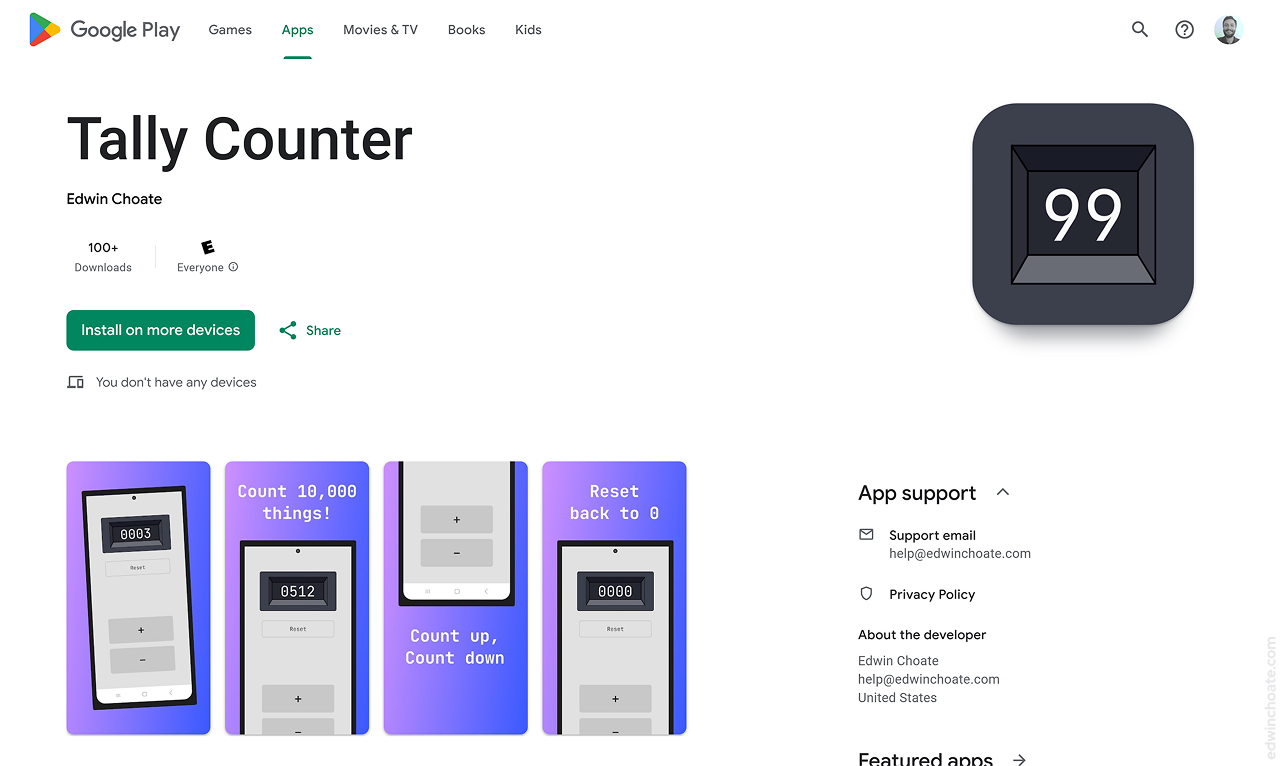 Google Play
Games
Apps
Movies & TV
Books
Kids
Tally Counter
Edwin Choate
100+
Downloads
E
Everyone
Install on more devices
Share
You don't have any devices
99
0003
Reset
+
−
Count 10,000
things!
0512
Reset
+
−
+
−
Count up,
Count down
Reset
back to 0
0000
Reset
+
−
App support
Support email
help@edwinchoate.com
Privacy Policy
About the developer
Edwin Choate
help@edwinchoate.com
United States
Featured apps
edwinchoate.com